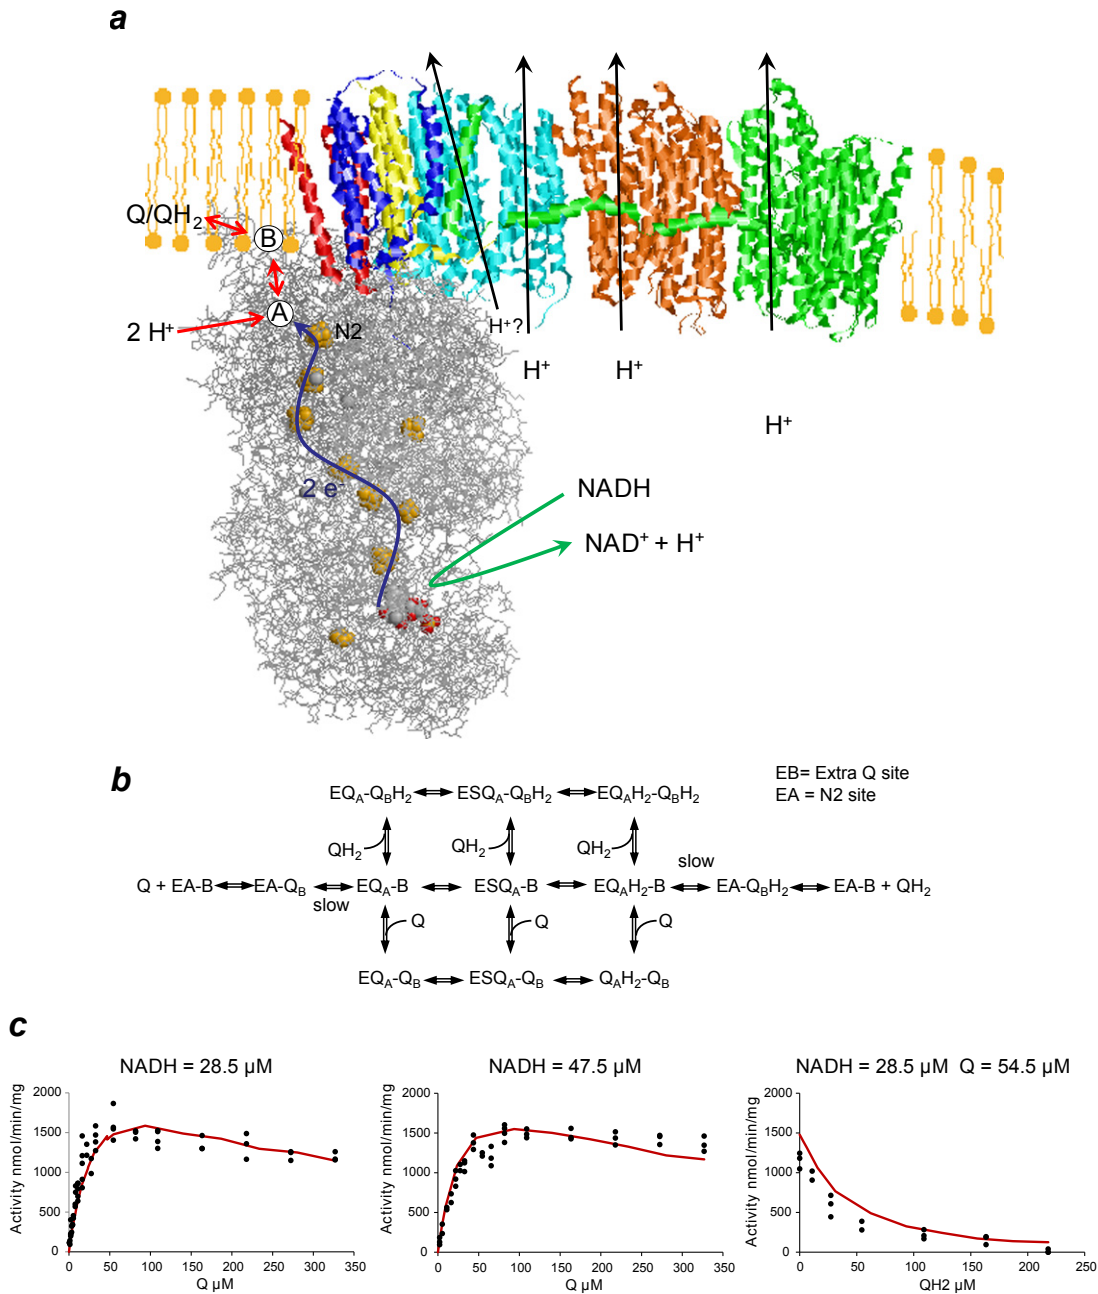 a
Q/QH2
B
A
2 H+
N2
H+?
H+
H+
H+
2 e-
NADH
NAD+ + H+
b
EB= Extra Q site
EA = N2 site
EQA-QBH2 ESQA-QBH2 EQAH2-QBH2
QH2 QH2 QH2
slow
Q + EA-B EA-QB EQA-B ESQA-B EQAH2-B EA-QBH2 EA-B + QH2
slow
Q Q Q
EQA-QB ESQA-QB QAH2-QB
c
NADH = 28.5 µM
Activity nmol/min/mg
2000
1500
1000
500
0
0 50 100 150 200 250 300 350
Q µM
NADH = 47.5 µM
Activity nmol/min/mg
2000
1500
1000
500
0
0 50 100 150 200 250 300 350
Q µM
NADH = 28.5 µM Q = 54.5 µM
Activity nmol/min/mg
2000
1500
1000
500
0
0 50 100 150 200 250
QH2 µM